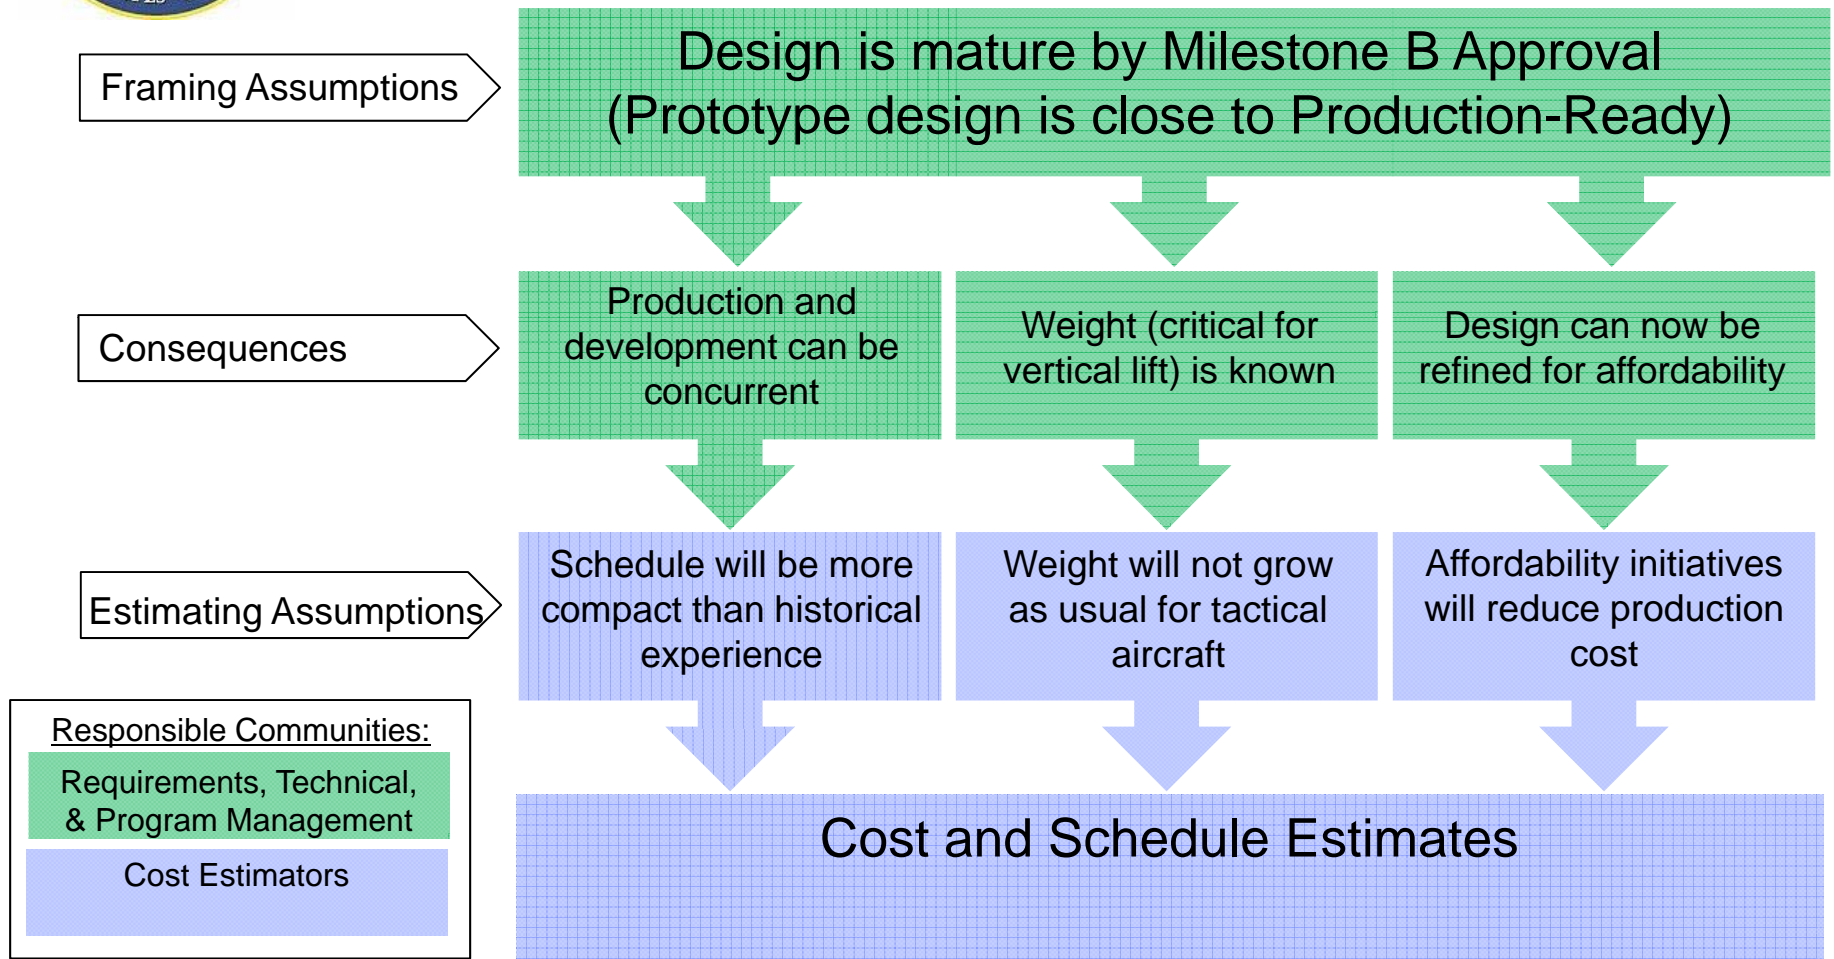 Framing Assumptions
Design is mature by Milestone B Approval
(Prototype design is close to Production-Ready)
Consequences
Production and
development can be
concurrent
Weight (critical for
vertical lift) is known
Design can now be
refined for affordability
Estimating Assumptions
Schedule will be more
compact than historical
experience
Weight will not grow
as usual for tactical
aircraft
Affordability initiatives
will reduce production
cost
Responsible Communities:
Requirements, Technical,
& Program Management
Cost Estimators
Cost and Schedule Estimates